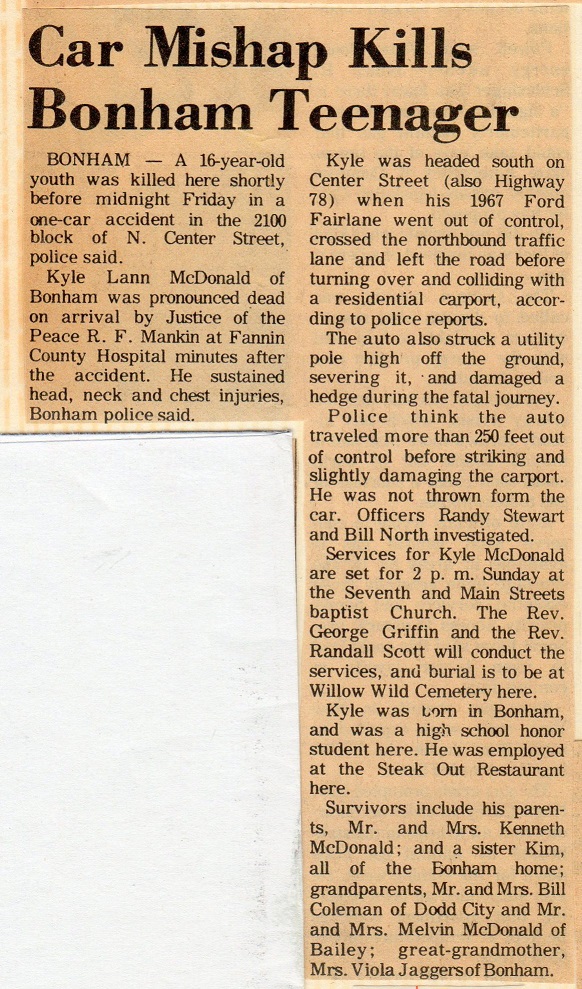 Car Mishap Kills
Bonham Teenager
BONHAM — A 16-year-old
youth was killed here shortly
before midnight Friday in a
one-car accident in the 2100
block of N. Center Street,
police said.
Kyle Lann McDonald of
Bonham was pronounced dead
on arrival by Justice of the
Peace R. F. Mankin at Fannin
County Hospital minutes after
the accident. He sustained
head, neck and chest injuries,
Bonham police said.
Kyle was headed south on
Center Street (also Highway
78) when his 1967 Ford
Fairlane went out of control,
crossed the northbound traffic
lane and left the road before
turning over and colliding with
a residential carport, accor-
ding to police reports.
The auto also struck a utility
pole high off the ground,
severing it, and damaged a
hedge during the fatal journey.
Police think the auto
traveled more than 250 feet out
of control before striking and
slightly damaging the carport.
He was not thrown form the
car. Officers Randy Stewart
and Bill North investigated.
Services for Kyle McDonald
are set for 2 p. m. Sunday at
the Seventh and Main Streets
baptist Church. The Rev.
George Griffin and the Rev.
Randall Scott will conduct the
services, and burial is to be at
Willow Wild Cemetery here.
Kyle was born in Bonham,
and was a high school honor
student here. He was employed
at the Steak Out Restaurant
here.
Survivors include his paren-
ts, Mr. and Mrs. Kenneth
McDonald; and a sister Kim,
all of the Bonham home;
grandparents, Mr. and Mrs. Bill
Coleman of Dodd City and Mr.
and Mrs. Melvin McDonald of
Bailey; great-grandmother,
Mrs. Viola Jaggers of Bonham.